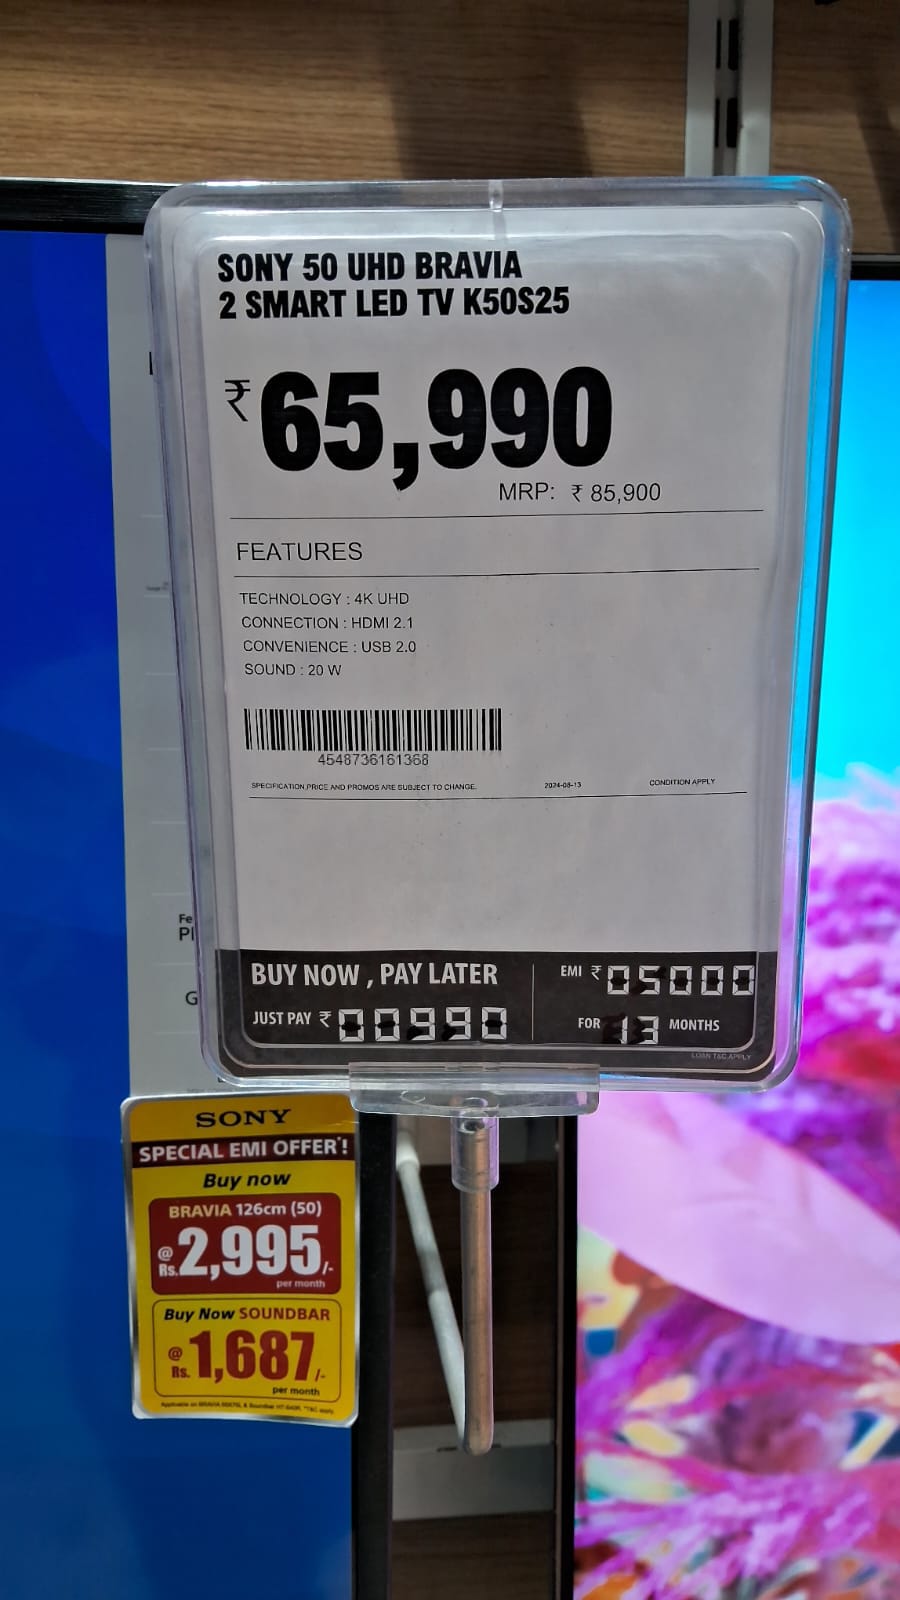 SONY 50 UHD BRAVIA
2 SMART LED TV K50S25
₹65,990
MRP: ₹ 85,900
FEATURES
TECHNOLOGY : 4K UHD
CONNECTION : HDMI 2.1
CONVENIENCE : USB 2.0
SOUND : 20 W
4548736161368
SPECIFICATION,PRICE AND PROMOS ARE SUBJECT TO CHANGE. 2024-08-13 CONDITION APPLY
BUY NOW , PAY LATER
JUST PAY ₹ 00990
EMI ₹ 05000
FOR 13 MONTHS
LOAN T&C APPLY
Fe
Pl
G
SONY
SPECIAL EMI OFFER*!
Buy now
BRAVIA 126cm (50)
@ Rs. 2,995/-
per month
Buy Now SOUNDBAR
@ Rs. 1,687/-
per month